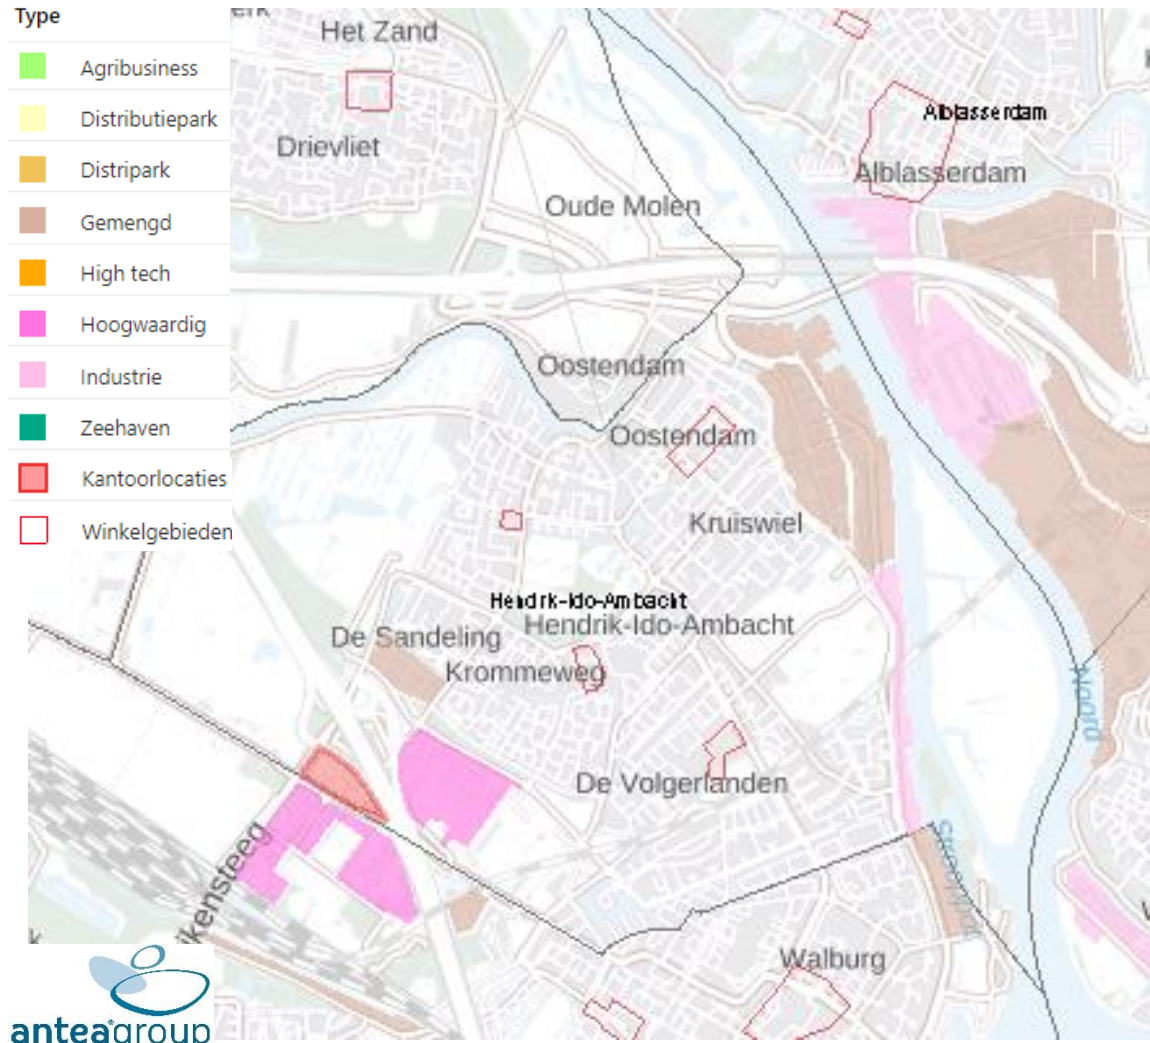 Type
Agribusiness
Distributiepark
Distripark
Gemengd
High tech
Hoogwaardig
Industrie
Zeehaven
Kantoorlocaties
Winkelgebieden
Het Zand
Drievliet
Alblasserdam
Alblasserdam
Oude Molen
Oostendam
Oostendam
Kruiswiel
Hendrik-Ido-Ambacht
Hendrik-Ido-Ambacht
De Sandeling
Krommeweg
Noord
De Volgerlanden
Walburg
anteagroup